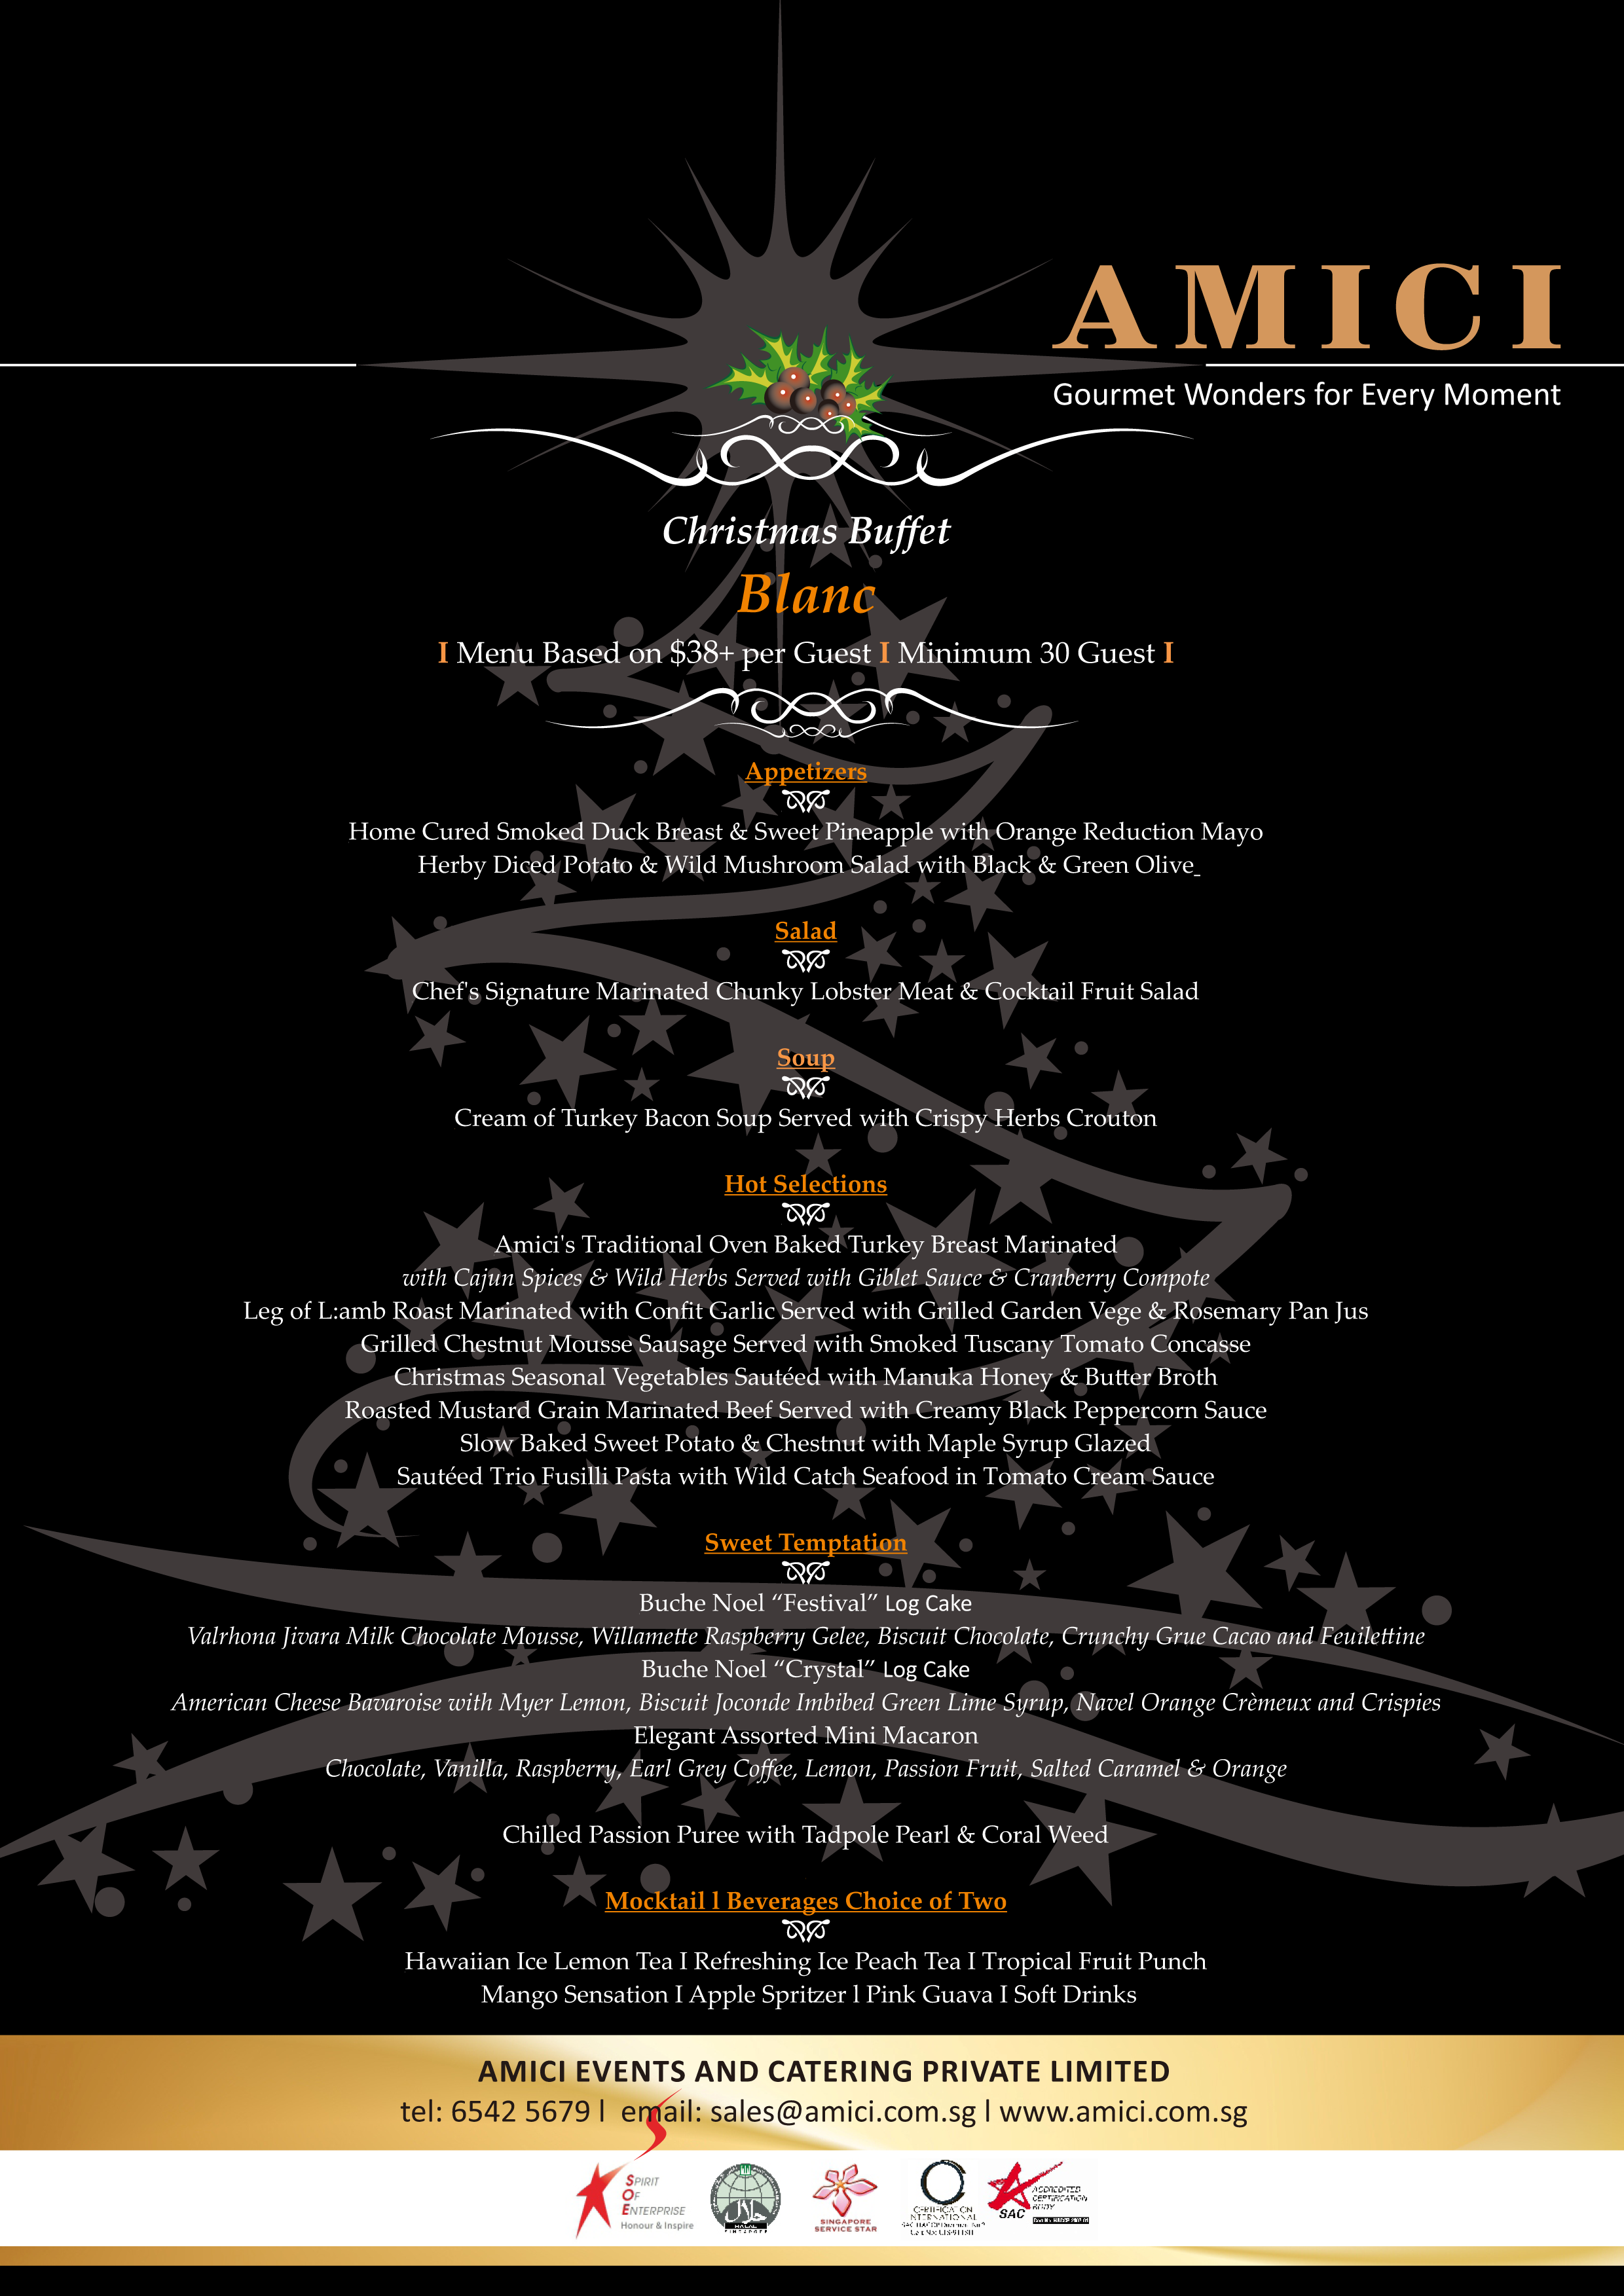 AMICI
Gourmet Wonders for Every Moment
Christmas Buffet
Blanc
I Menu Based on $38+ per Guest I Minimum 30 Guest I
Appetizers
Home Cured Smoked Duck Breast & Sweet Pineapple with Orange Reduction Mayo
Herby Diced Potato & Wild Mushroom Salad with Black & Green Olive
Salad
Chef's Signature Marinated Chunky Lobster Meat & Cocktail Fruit Salad
Soup
Cream of Turkey Bacon Soup Served with Crispy Herbs Crouton
Hot Selections
Amici's Traditional Oven Baked Turkey Breast Marinated
with Cajun Spices & Wild Herbs Served with Giblet Sauce & Cranberry Compote
Leg of L:amb Roast Marinated with Confit Garlic Served with Grilled Garden Vege & Rosemary Pan Jus
Grilled Chestnut Mousse Sausage Served with Smoked Tuscany Tomato Concasse
Christmas Seasonal Vegetables Sautéed with Manuka Honey & Butter Broth
Roasted Mustard Grain Marinated Beef Served with Creamy Black Peppercorn Sauce
Slow Baked Sweet Potato & Chestnut with Maple Syrup Glazed
Sautéed Trio Fusilli Pasta with Wild Catch Seafood in Tomato Cream Sauce
Sweet Temptation
Buche Noel “Festival” Log Cake
Valrhona Jivara Milk Chocolate Mousse, Willamette Raspberry Gelee, Biscuit Chocolate, Crunchy Grue Cacao and Feuilettine
Buche Noel “Crystal” Log Cake
American Cheese Bavaroise with Myer Lemon, Biscuit Joconde Imbibed Green Lime Syrup, Navel Orange Crèmeux and Crispies
Elegant Assorted Mini Macaron
Chocolate, Vanilla, Raspberry, Earl Grey Coffee, Lemon, Passion Fruit, Salted Caramel & Orange
Chilled Passion Puree with Tadpole Pearl & Coral Weed
Mocktail l Beverages Choice of Two
Hawaiian Ice Lemon Tea I Refreshing Ice Peach Tea I Tropical Fruit Punch
Mango Sensation I Apple Spritzer l Pink Guava I Soft Drinks
AMICI EVENTS AND CATERING PRIVATE LIMITED
tel: 6542 5679 l email: sales@amici.com.sg l www.amici.com.sg
SPIRIT
OF
ENTERPRISE
Honour & Inspire
حلال
HALAL
SINGAPORE
SINGAPORE
SERVICE STAR
CERTIFICATION
INTERNATIONAL
SAC
ACCREDITED
CERTIFICATION
BODY